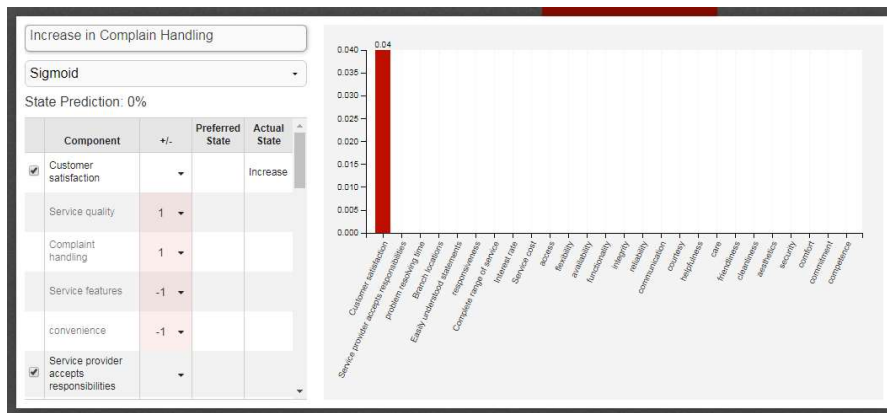 Increase in Complain Handling
Sigmoid
State Prediction: 0%
Component +/- Preferred State Actual State
Customer satisfaction Increase
Service quality 1
Complaint handling 1
Service features -1
convenience -1
Service provider accepts responsibilities
0.04
0.040
0.035
0.030
0.025
0.020
0.015
0.010
0.005
0.000
Customer satisfaction
Service provider accepts responsibilities
problem resolving time
Branch locations
Easily understood statements
responsiveness
Complete range of service
Interest rate
Service cost
access
flexibility
availability
functionality
integrity
reliability
communication
courtesy
helpfulness
care
friendliness
cleanliness
aesthetics
security
comfort
commitment
competence